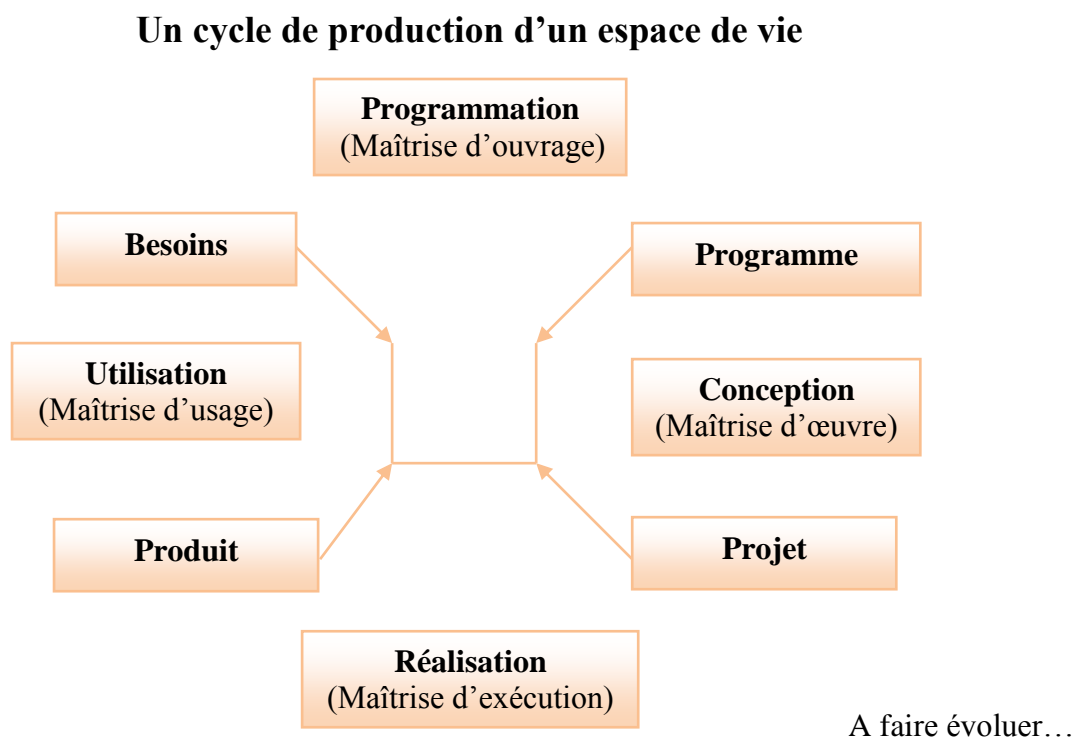 Un cycle de production d’un espace de vie
Programmation
(Maîtrise d’ouvrage)
Besoins
Programme
Utilisation
(Maîtrise d’usage)
Conception
(Maîtrise d’œuvre)
Produit
Projet
Réalisation
(Maîtrise d’exécution)
A faire évoluer…